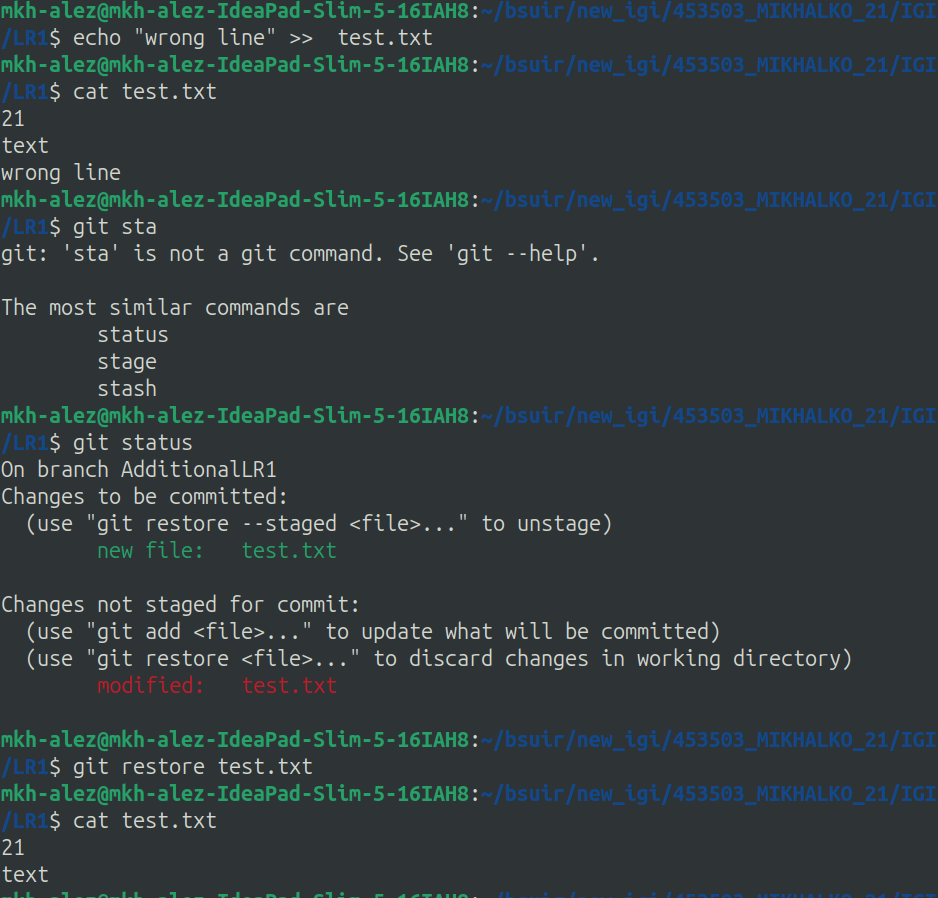 mkh-alez@mkh-alez-IdeaPad-Slim-5-16IAH8:~/bsuir/new_igi/453503_MIKHALKO_21/IGI
/LR1$ echo "wrong line" >>  test.txt
mkh-alez@mkh-alez-IdeaPad-Slim-5-16IAH8:~/bsuir/new_igi/453503_MIKHALKO_21/IGI
/LR1$ cat test.txt
21
text
wrong line
mkh-alez@mkh-alez-IdeaPad-Slim-5-16IAH8:~/bsuir/new_igi/453503_MIKHALKO_21/IGI
/LR1$ git sta
git: 'sta' is not a git command. See 'git --help'.

The most similar commands are
        status
        stage
        stash
mkh-alez@mkh-alez-IdeaPad-Slim-5-16IAH8:~/bsuir/new_igi/453503_MIKHALKO_21/IGI
/LR1$ git status
On branch AdditionalLR1
Changes to be committed:
  (use "git restore --staged <file>..." to unstage)
        new file:   test.txt

Changes not staged for commit:
  (use "git add <file>..." to update what will be committed)
  (use "git restore <file>..." to discard changes in working directory)
        modified:   test.txt

mkh-alez@mkh-alez-IdeaPad-Slim-5-16IAH8:~/bsuir/new_igi/453503_MIKHALKO_21/IGI
/LR1$ git restore test.txt
mkh-alez@mkh-alez-IdeaPad-Slim-5-16IAH8:~/bsuir/new_igi/453503_MIKHALKO_21/IGI
/LR1$ cat test.txt
21
text